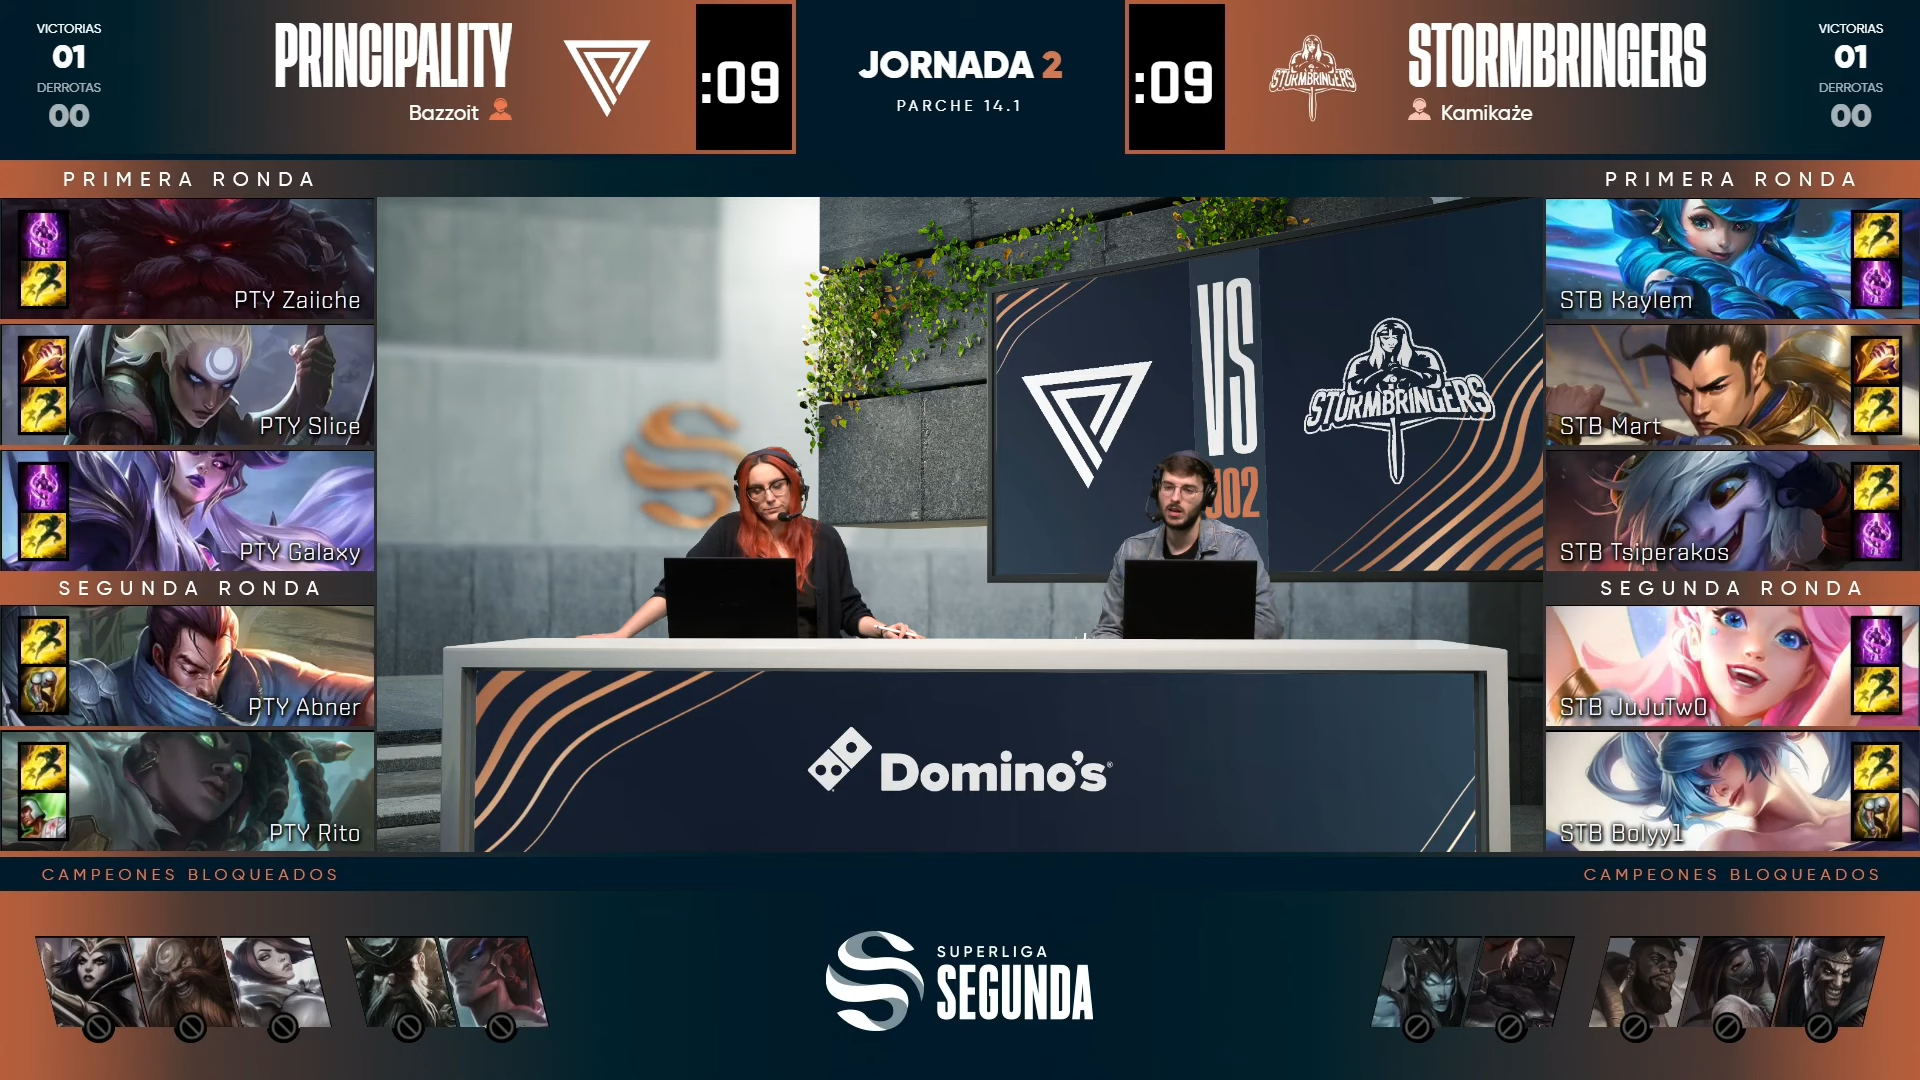 VICTORIAS
01
DERROTAS
00
PRINCIPALITY
Bazzoit
:09
JORNADA 2
PARCHE 14.1
:09
STURMBRINGERS
STORMBRINGERS
Kamikaże
VICTORIAS
01
DERROTAS
00
PRIMERA RONDA
PRIMERA RONDA
PTY Zaiiche
PTY Slice
PTY Galaxy
SEGUNDA RONDA
PTY Abner
PTY Rito
VS
J02
STURMBRINGERS
Domino's
STB Kaylem
STB Mart
STB Tsiperakos
SEGUNDA RONDA
STB JuJuTw0
STB Bolyy1
CAMPEONES BLOQUEADOS
CAMPEONES BLOQUEADOS
SUPERLIGA
SEGUNDA